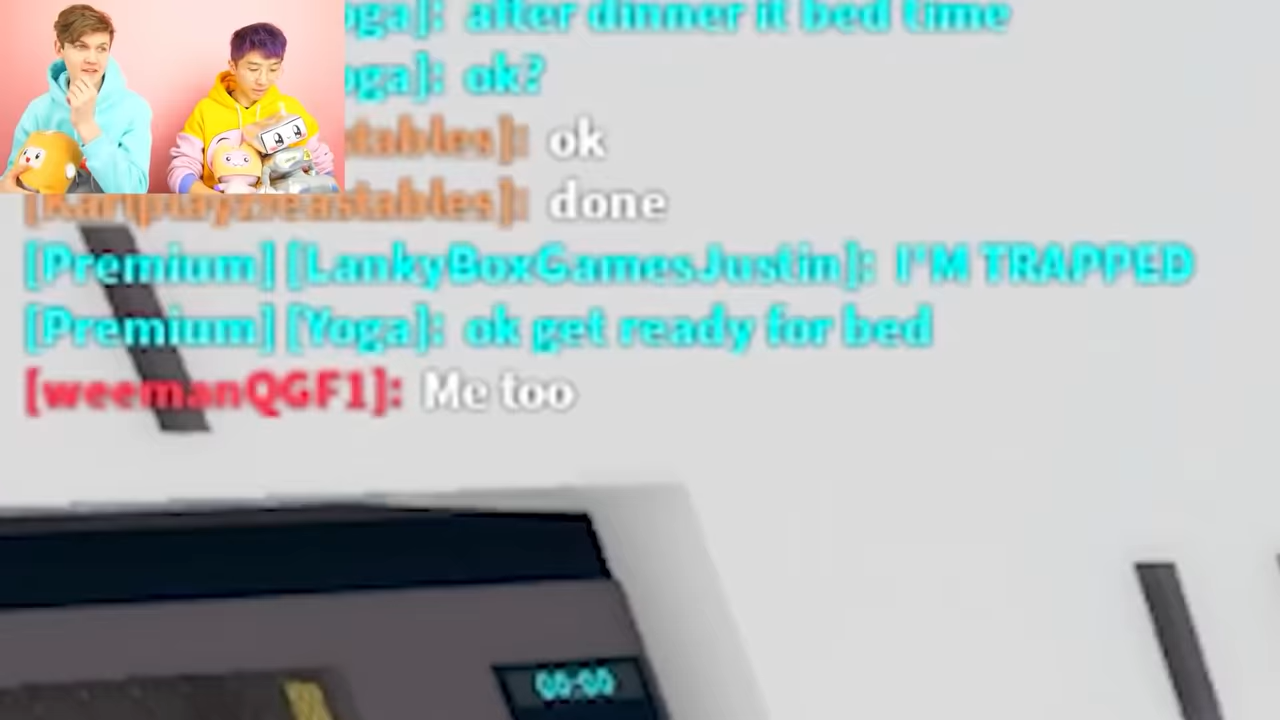 oga]: after dinner it bed time
oga]: ok?
stables]: ok
done
[Premium] [LankyBoxGamesJustin]: I'M TRAPPED
[Premium] [Yoga]: ok get ready for bed
[weemanQGF1]: Me too
00:00